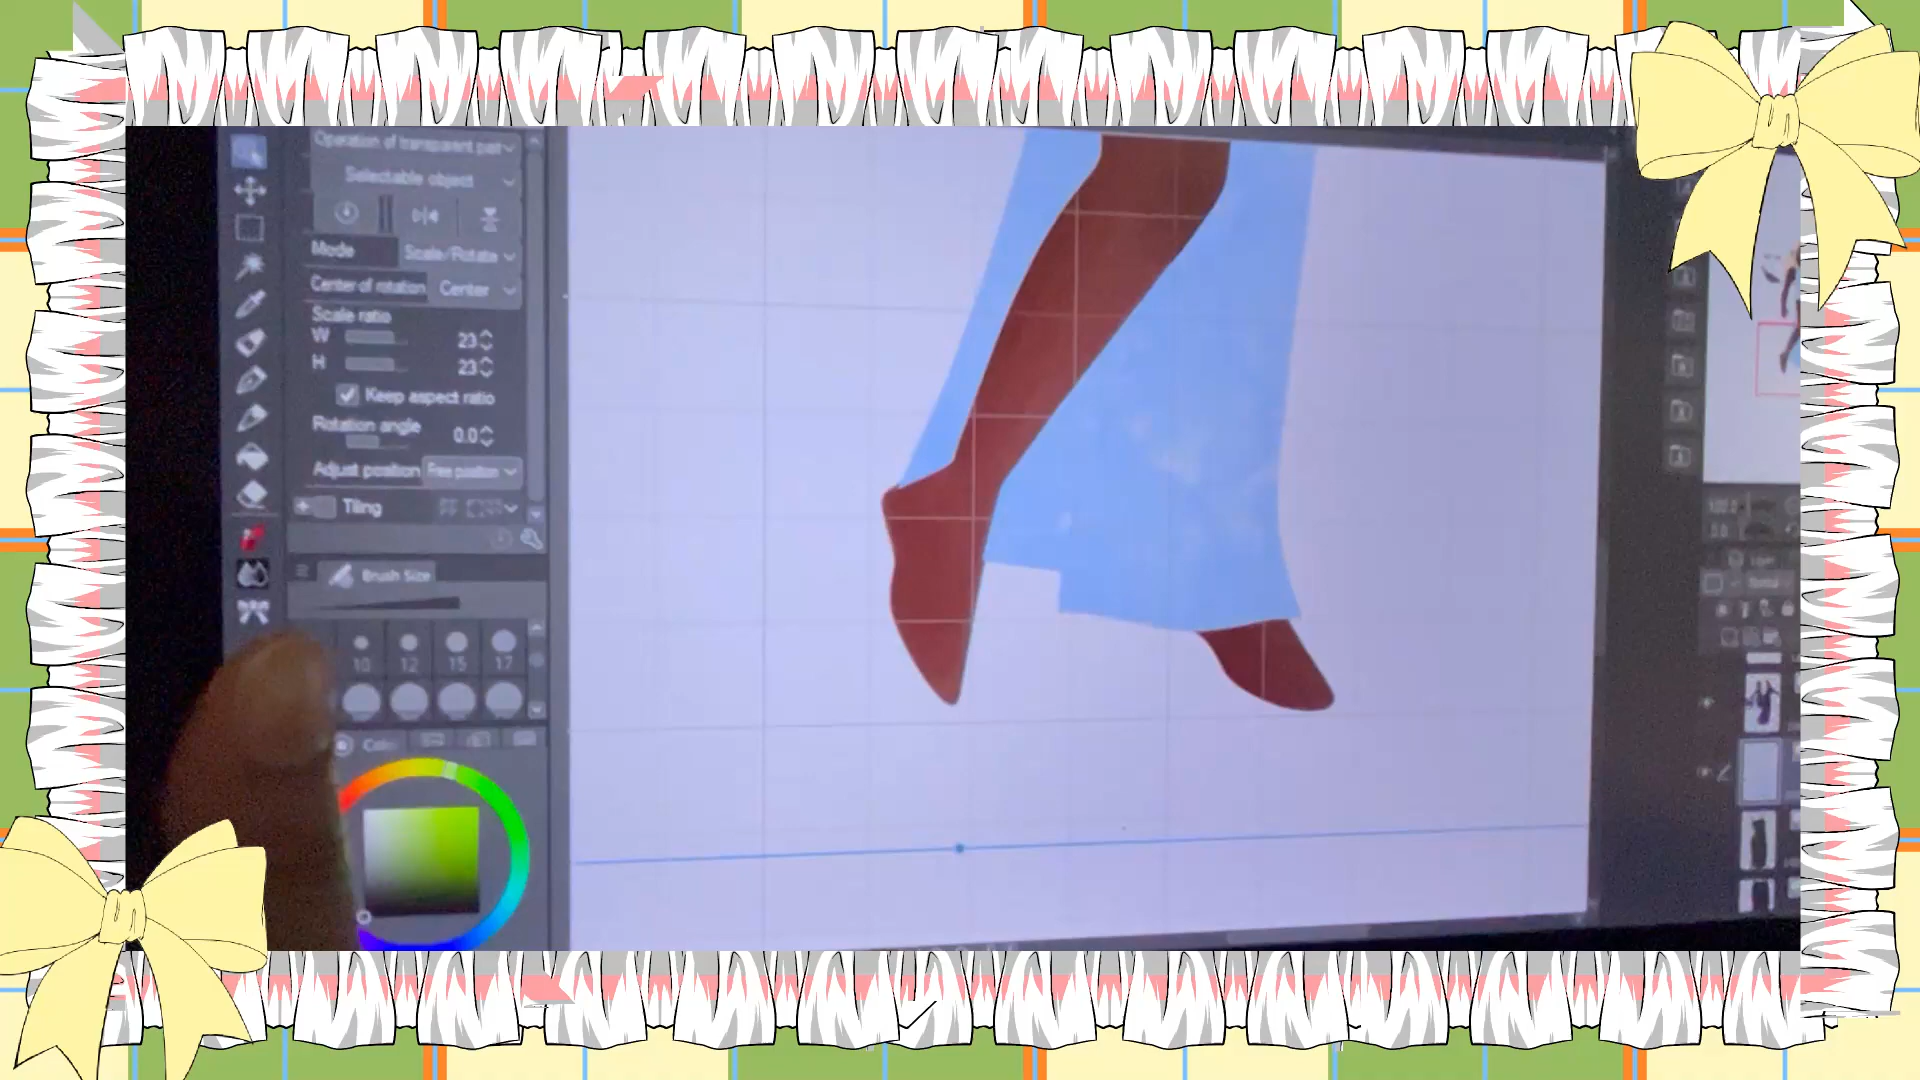 Operation of transparent part
Selectable object
Mode Scale/Rotate
Center of rotation Center
Scale ratio
W 23
H 23
Keep aspect ratio
Rotation angle 0.0
Adjust position Free position
Tiling
Brush Size
10 12 15 17